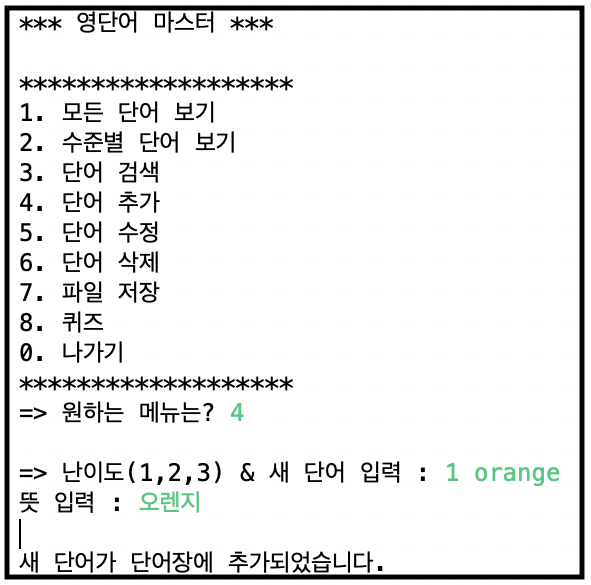 *** 영단어 마스터 ***
********************
1. 모든 단어 보기
2. 수준별 단어 보기
3. 단어 검색
4. 단어 추가
5. 단어 수정
6. 단어 삭제
7. 파일 저장
8. 퀴즈
0. 나가기
********************
=> 원하는 메뉴는? 4
=> 난이도(1,2,3) & 새 단어 입력 : 1 orange
뜻 입력 : 오렌지
새 단어가 단어장에 추가되었습니다.